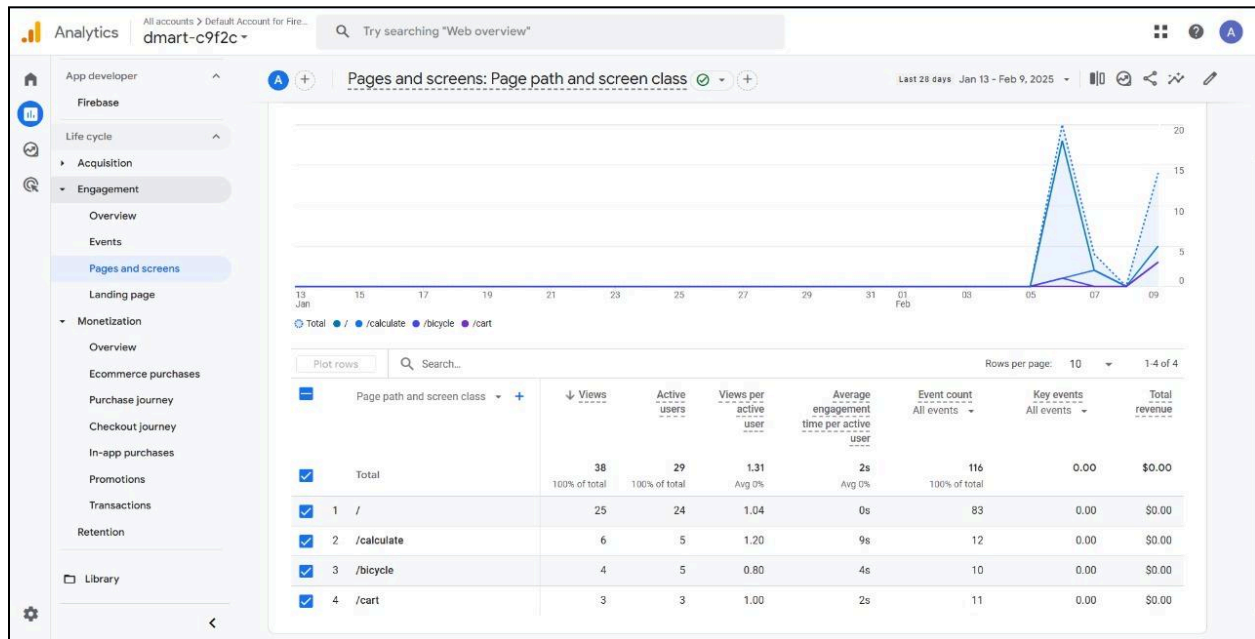 All accounts > Default Account for Fire...
Analytics
dmart-c9f2c
Try searching "Web overview"
A
App developer
Firebase
Life cycle
Acquisition
Engagement
Overview
Events
Pages and screens
Landing page
Monetization
Overview
Ecommerce purchases
Purchase journey
Checkout journey
In-app purchases
Promotions
Transactions
Retention
Library
A
Pages and screens: Page path and screen class
Last 28 days Jan 13 - Feb 9, 2025
20
15
10
5
0
13 15 17 19 21 23 25 27 29 31 01 03 05 07 09
Jan Feb
Total / /calculate /bicycle /cart
Plot rows Search... Rows per page: 10 1-4 of 4
Page path and screen class + Views Active users Views per active user Average engagement time per active user Event count All events Key events All events Total revenue
Total 38 29 1.31 2s 116 0.00 $0.00
100% of total 100% of total Avg 0% Avg 0% 100% of total
1 / 25 24 1.04 0s 83 0.00 $0.00
2 /calculate 6 5 1.20 9s 12 0.00 $0.00
3 /bicycle 4 5 0.80 4s 10 0.00 $0.00
4 /cart 3 3 1.00 2s 11 0.00 $0.00